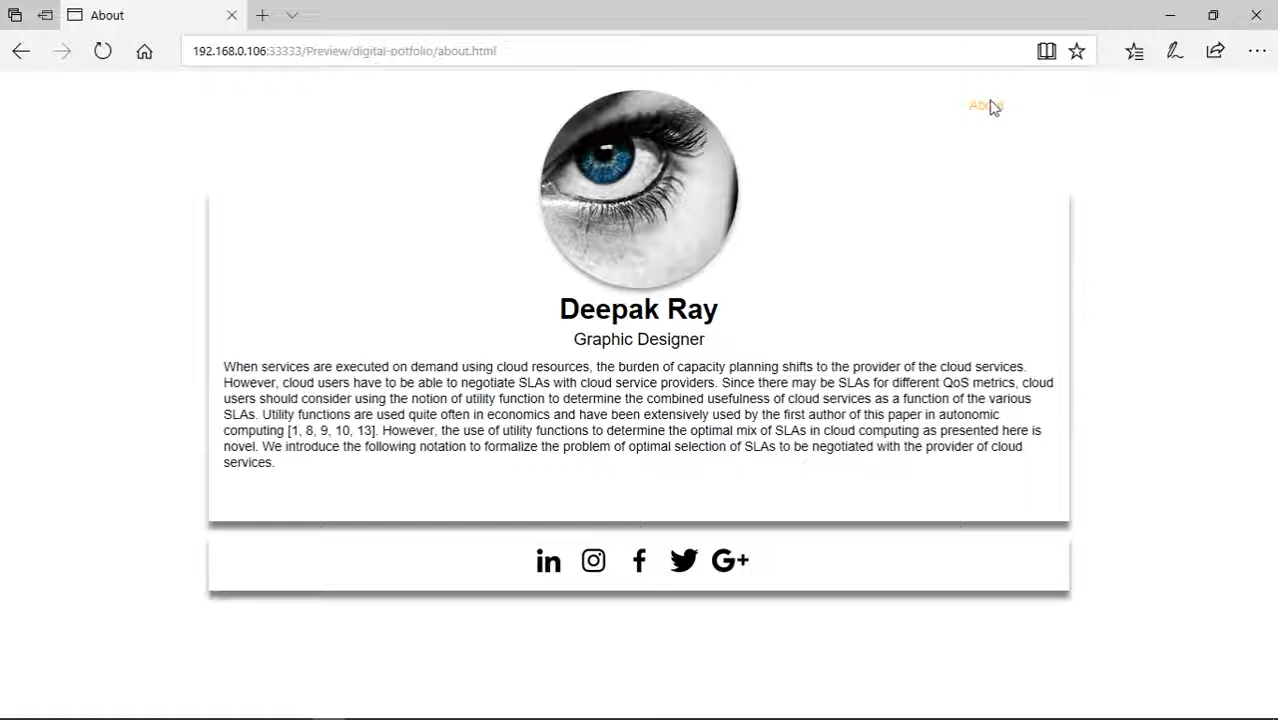 About
192.168.0.106:33333/Preview/digital-potfolio/about.html
About
Deepak Ray
Graphic Designer
When services are executed on demand using cloud resources, the burden of capacity planning shifts to the provider of the cloud services.
However, cloud users have to be able to negotiate SLAs with cloud service providers. Since there may be SLAs for different QoS metrics, cloud
users should consider using the notion of utility function to determine the combined usefulness of cloud services as a function of the various
SLAs. Utility functions are used quite often in economics and have been extensively used by the first author of this paper in autonomic
computing [1, 8, 9, 10, 13]. However, the use of utility functions to determine the optimal mix of SLAs in cloud computing as presented here is
novel. We introduce the following notation to formalize the problem of optimal selection of SLAs to be negotiated with the provider of cloud
services.
in f G+